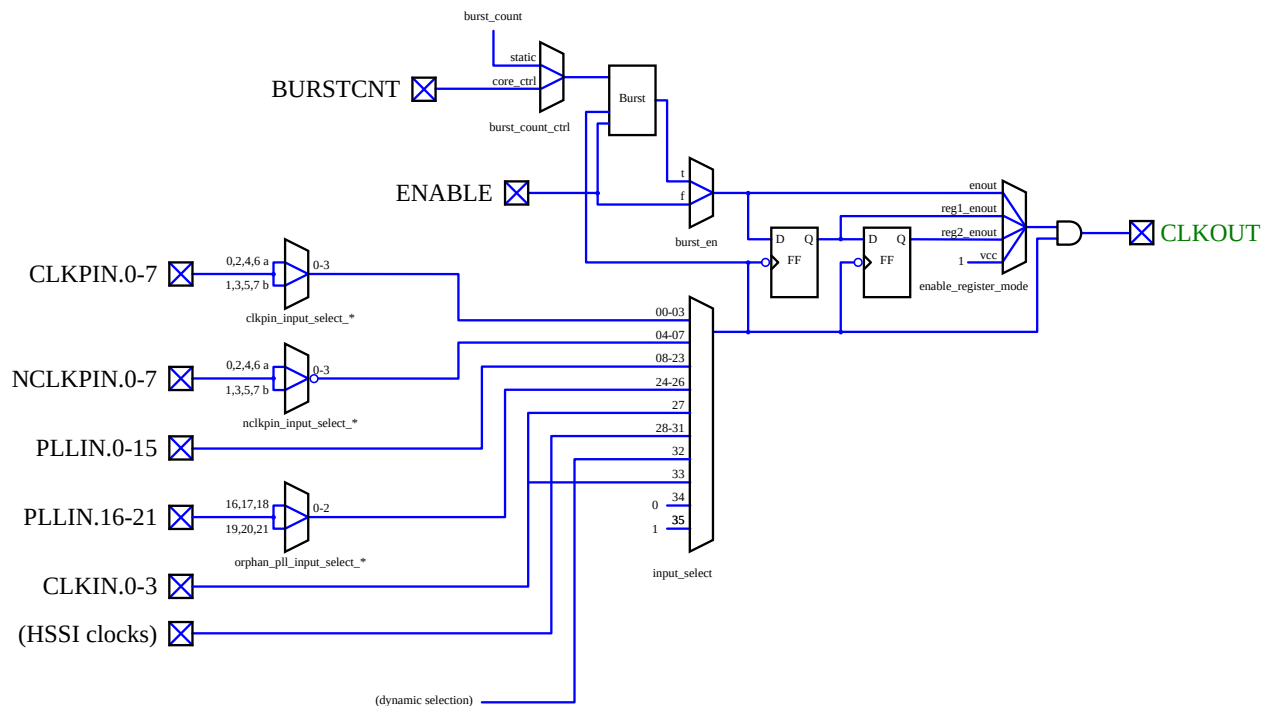 burst_count
static
core_ctrl
BURSTCNT
Burst
burst_count_ctrl
t
ENABLE
f
burst_en
enout
reg1_enout
reg2_enout
1 vcc
enable_register_mode
CLKOUT
D Q
FF
D Q
FF
CLKPIN.0-7
0,2,4,6 a
1,3,5,7 b
0-3
clkpin_input_select_*
NCLKPIN.0-7
0,2,4,6 a
1,3,5,7 b
0-3
nclkpin_input_select_*
PLLIN.0-15
PLLIN.16-21
16,17,18
19,20,21
0-2
orphan_pll_input_select_*
CLKIN.0-3
(HSSI clocks)
(dynamic selection)
00-03
04-07
08-23
24-26
27
28-31
32
33
0 34
1 35
input_select